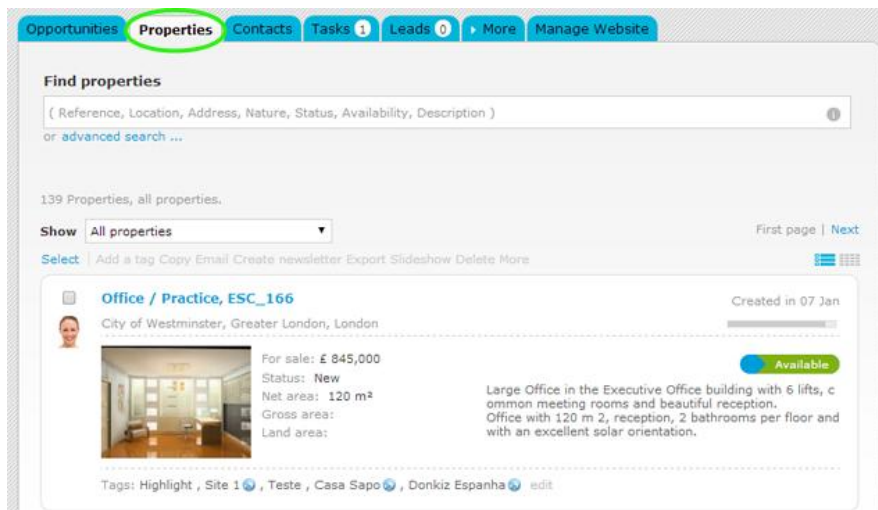 Opportunities Properties Contacts Tasks 1 Leads 0 More Manage Website
Find properties
( Reference, Location, Address, Nature, Status, Availability, Description )
or advanced search ...
139 Properties, all properties.
Show All properties First page | Next
Select | Add a tag Copy Email Create newsletter Export Slideshow Delete More
Office / Practice, ESC_166 Created in 07 Jan
City of Westminster, Greater London, London
For sale: £ 845,000
Available
Status: New
Net area: 120 m²
Gross area:
Land area:
Large Office in the Executive Office building with 6 lifts, c
ommon meeting rooms and beautiful reception.
Office with 120 m 2, reception, 2 bathrooms per floor and
with an excellent solar orientation.
Tags: Highlight , Site 1 , Teste , Casa Sapo , Donkiz Espanha edit